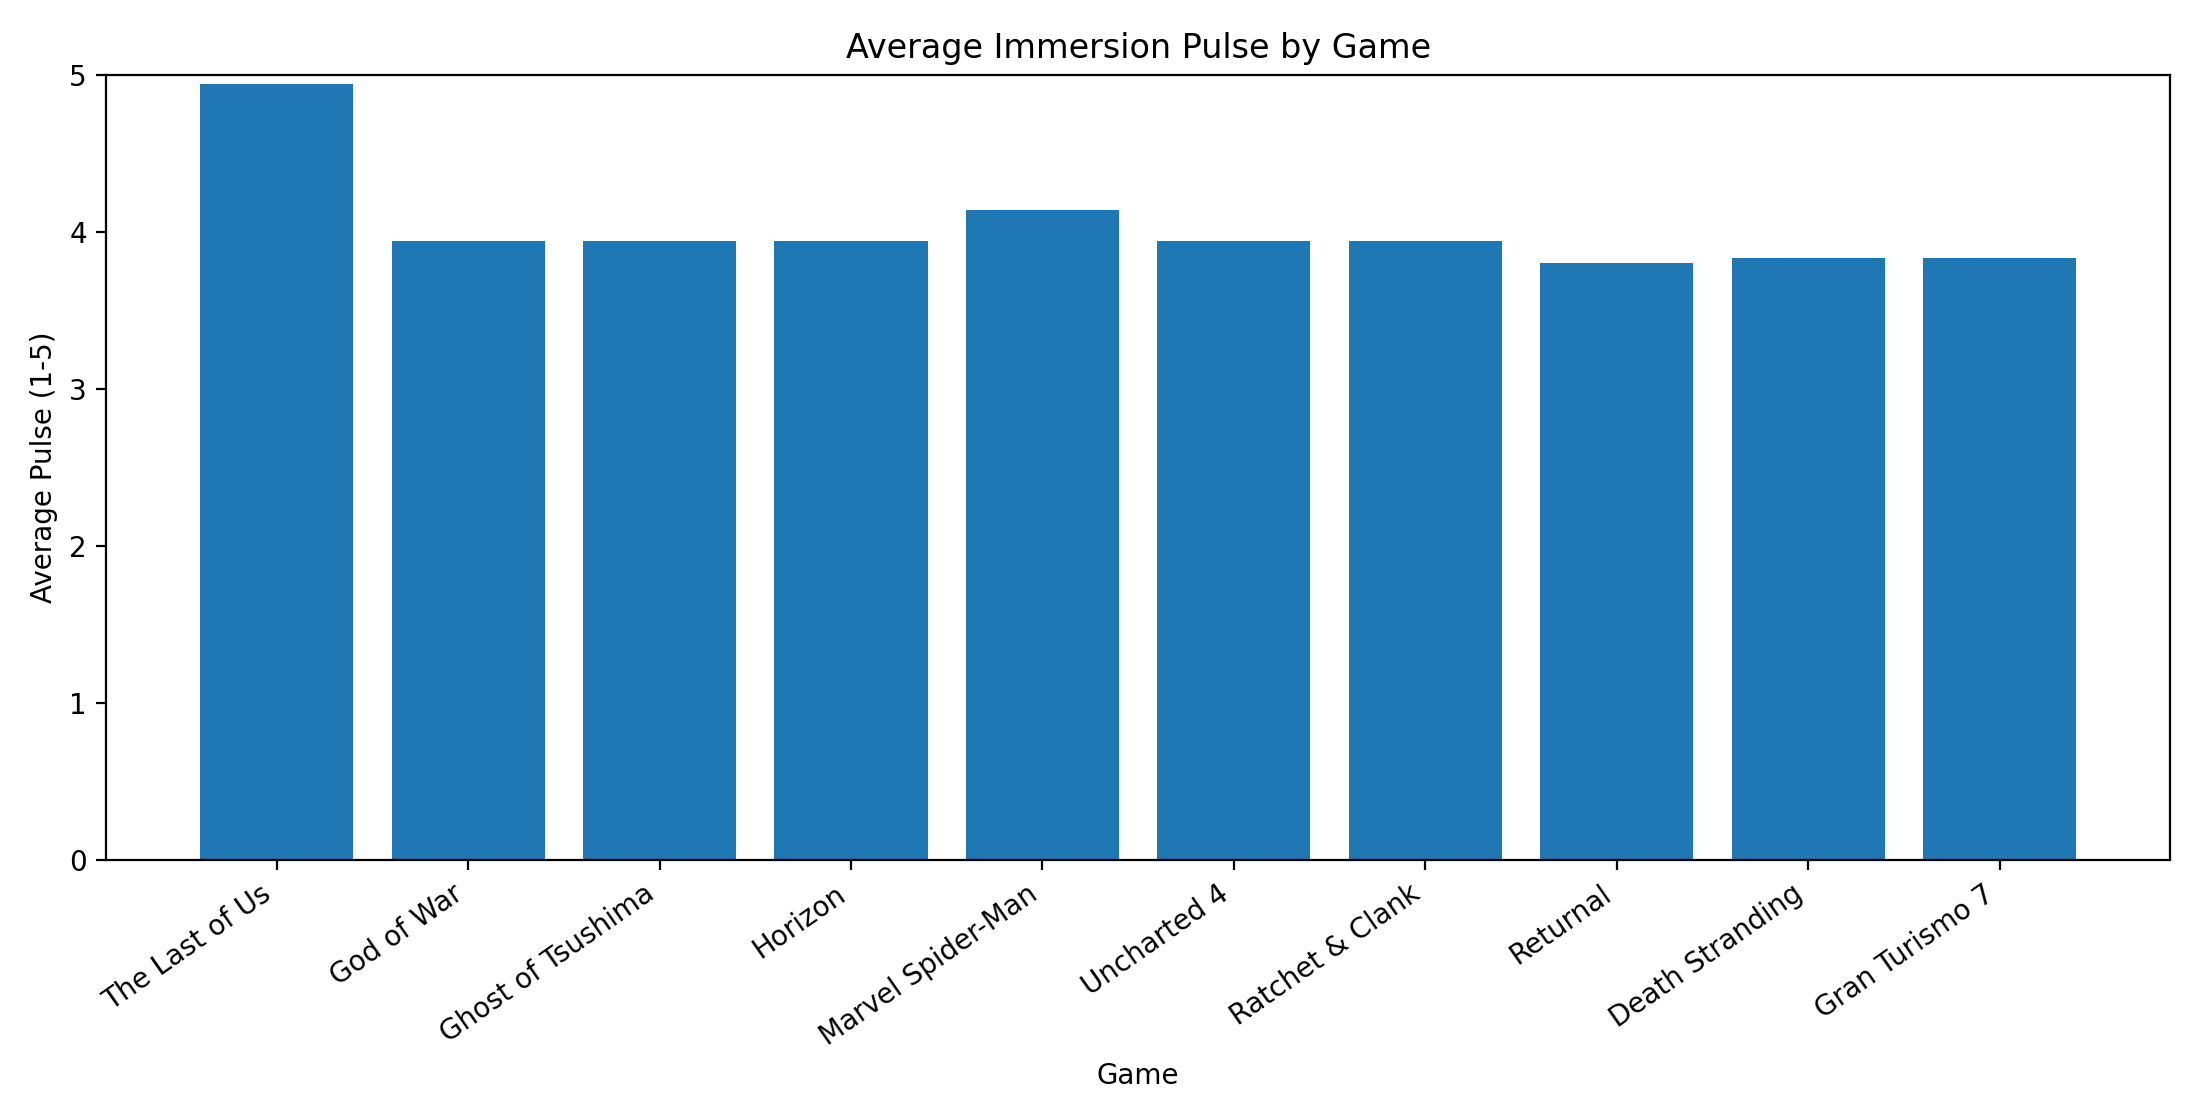 Average Immersion Pulse by Game
Average Pulse (1-5)
5
4
3
2
1
0
The Last of Us
God of War
Ghost of Tsushima
Horizon
Marvel Spider-Man
Uncharted 4
Ratchet & Clank
Returnal
Death Stranding
Gran Turismo 7
Game